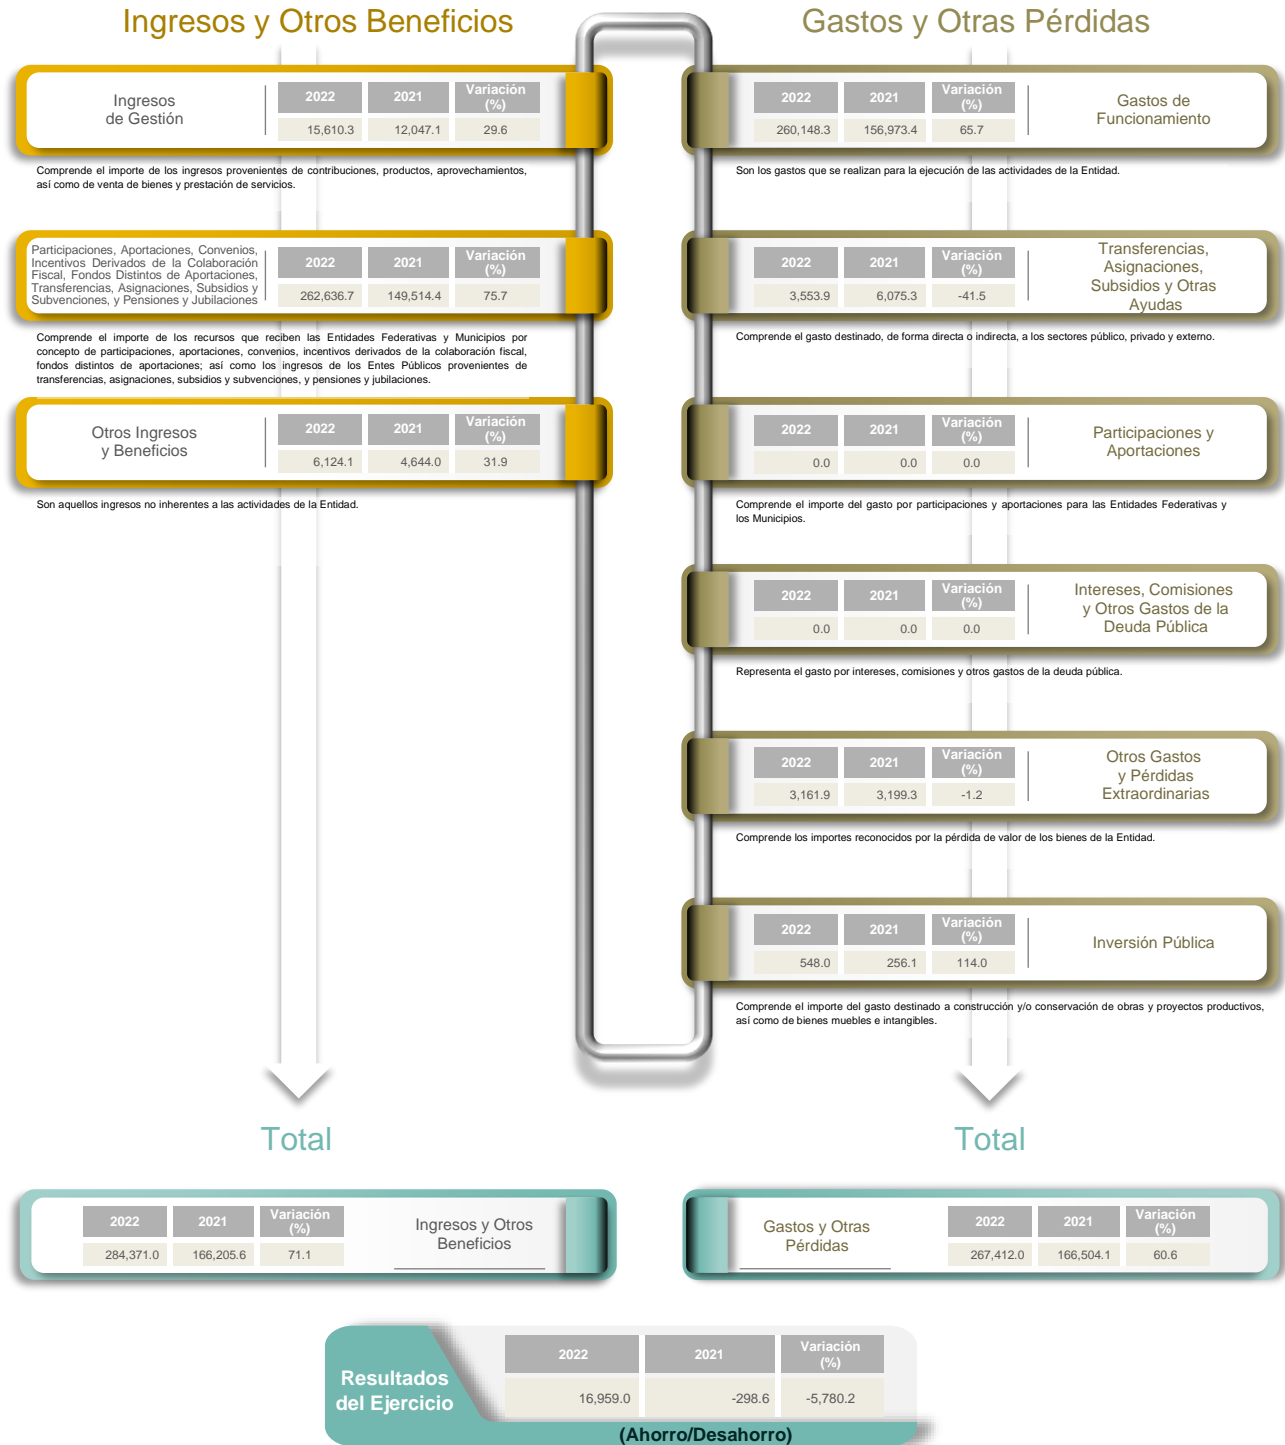 Ingresos y Otros Beneficios
Ingresos
de Gestión
2022 2021 Variación
(%)
15,610.3 12,047.1 29.6
Comprende el importe de los ingresos provenientes de contribuciones, productos, aprovechamientos,
así como de venta de bienes y prestación de servicios.
Participaciones, Aportaciones, Convenios,
Incentivos Derivados de la Colaboración
Fiscal, Fondos Distintos de Aportaciones,
Transferencias, Asignaciones, Subsidios y
Subvenciones, y Pensiones y Jubilaciones
2022 2021 Variación
(%)
262,636.7 149,514.4 75.7
Comprende el importe de los recursos que reciben las Entidades Federativas y Municipios por
concepto de participaciones, aportaciones, convenios, incentivos derivados de la colaboración fiscal,
fondos distintos de aportaciones; así como los ingresos de los Entes Públicos provenientes de
transferencias, asignaciones, subsidios y subvenciones, y pensiones y jubilaciones.
Otros Ingresos
y Beneficios
2022 2021 Variación
(%)
6,124.1 4,644.0 31.9
Son aquellos ingresos no inherentes a las actividades de la Entidad.
Gastos y Otras Pérdidas
2022 2021 Variación
(%)
260,148.3 156,973.4 65.7
Gastos de
Funcionamiento
Son los gastos que se realizan para la ejecución de las actividades de la Entidad.
2022 2021 Variación
(%)
3,553.9 6,075.3 -41.5
Transferencias,
Asignaciones,
Subsidios y Otras
Ayudas
Comprende el gasto destinado, de forma directa o indirecta, a los sectores público, privado y externo.
2022 2021 Variación
(%)
0.0 0.0 0.0
Participaciones y
Aportaciones
Comprende el importe del gasto por participaciones y aportaciones para las Entidades Federativas y
los Municipios.
2022 2021 Variación
(%)
0.0 0.0 0.0
Intereses, Comisiones
y Otros Gastos de la
Deuda Pública
Representa el gasto por intereses, comisiones y otros gastos de la deuda pública.
2022 2021 Variación
(%)
3,161.9 3,199.3 -1.2
Otros Gastos
y Pérdidas
Extraordinarias
Comprende los importes reconocidos por la pérdida de valor de los bienes de la Entidad.
2022 2021 Variación
(%)
548.0 256.1 114.0
Inversión Pública
Comprende el importe del gasto destinado a construcción y/o conservación de obras y proyectos productivos,
así como de bienes muebles e intangibles.
Total
2022 2021 Variación
(%)
284,371.0 166,205.6 71.1
Ingresos y Otros
Beneficios
Total
Gastos y Otras
Pérdidas
2022 2021 Variación
(%)
267,412.0 166,504.1 60.6
Resultados
del Ejercicio
2022 2021 Variación
(%)
16,959.0 -298.6 -5,780.2
(Ahorro/Desahorro)